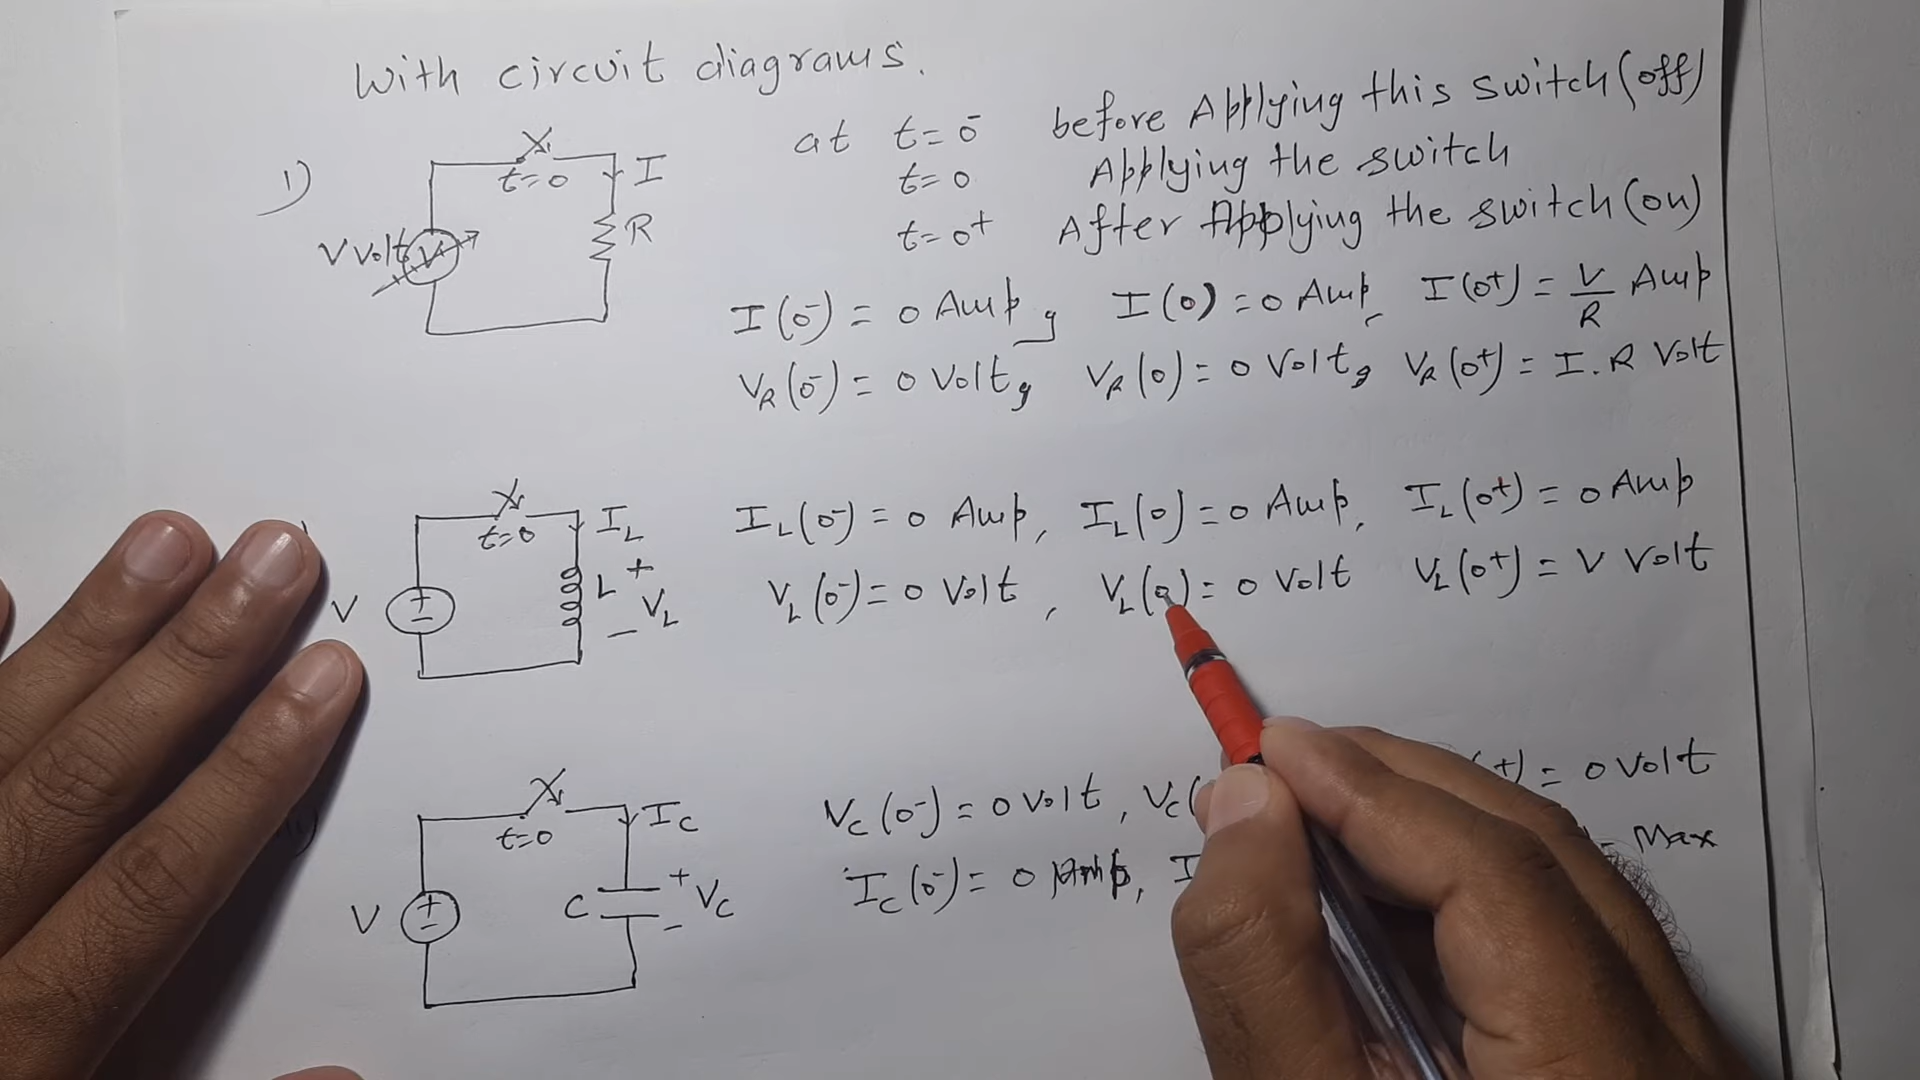 With circuit diagrams.
at t=0⁻ before Applying this switch (off)
t=0 Applying the switch
t=0⁺ After Applying the switch (on)
1)
t=0
I
R
V Volt
V
I(0⁻) = 0 Amp, I(0) = 0 Amp, I(0⁺) = V/R Amp
V_R(0⁻) = 0 Volt, V_R(0) = 0 Volt, V_R(0⁺) = I.R Volt
t=0
I_L
V
+
-
L
+
V_L
-
I_L(0⁻) = 0 Amp, I_L(0) = 0 Amp, I_L(0⁺) = 0 Amp
V_L(0⁻) = 0 Volt, V_L(0) = 0 Volt V_L(0⁺) = V Volt
t=0
I_C
V
+
-
C
+
V_C
-
V_C(0⁻) = 0 Volt, V_C( ⁺) = 0 Volt
I_C(0⁻) = 0 Amp, I Max